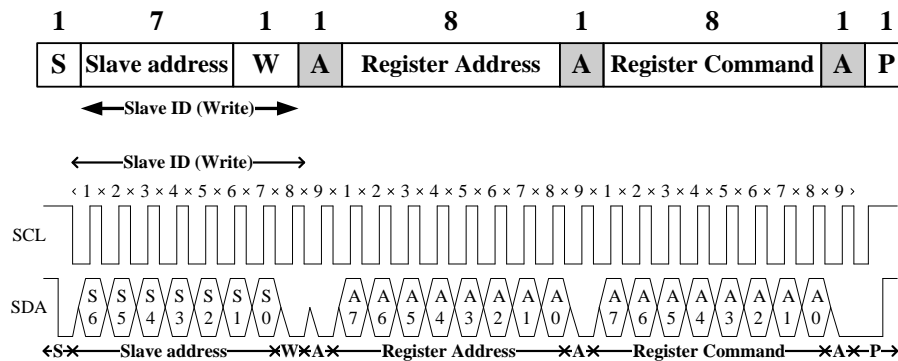 1 7 1 1 8 1 8 1 1
S Slave address W A Register Address A Register Command A P
Slave ID (Write)
Slave ID (Write)
‹ 1 × 2 × 3 × 4 × 5 × 6 × 7 × 8 × 9 × 1 × 2 × 3 × 4 × 5 × 6 × 7 × 8 × 9 × 1 × 2 × 3 × 4 × 5 × 6 × 7 × 8 × 9 ›
SCL
SDA S6 S5 S4 S3 S2 S1 S0 A7 A6 A5 A4 A3 A2 A1 A0 A7 A6 A5 A4 A3 A2 A1 A0
S Slave address W A Register Address A Register Command A P